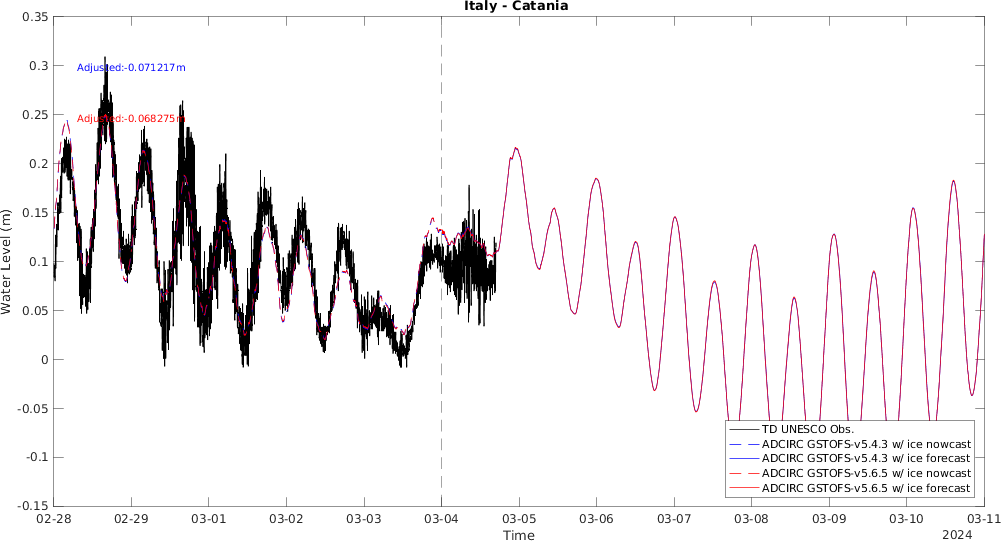 Italy - Catania
0.35
0.3
0.25
0.2
0.15
0.1
0.05
0
-0.05
-0.1
-0.15
Water Level (m)
Adjusted:-0.071217m
Adjusted:-0.068275m
TD UNESCO Obs.
ADCIRC GSTOFS-v5.4.3 w/ ice nowcast
ADCIRC GSTOFS-v5.4.3 w/ ice forecast
ADCIRC GSTOFS-v5.6.5 w/ ice nowcast
ADCIRC GSTOFS-v5.6.5 w/ ice forecast
02-28 02-29 03-01 03-02 03-03 03-04 03-05 03-06 03-07 03-08 03-09 03-10 03-11
Time
2024